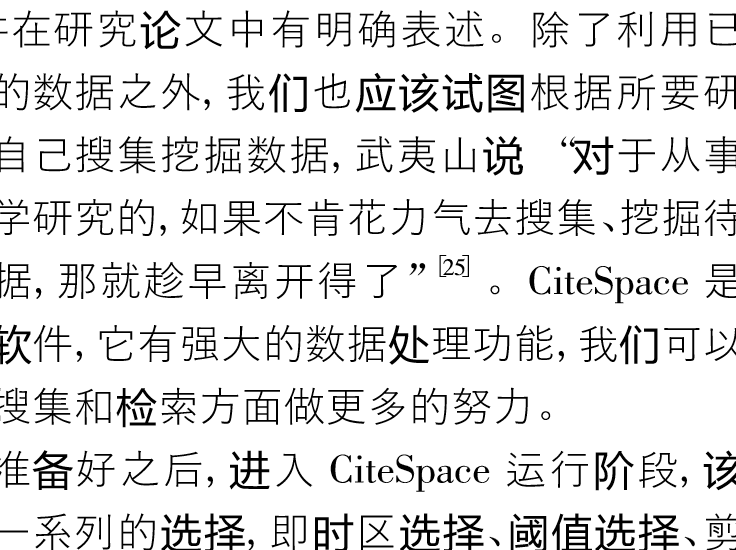 在研究论文中有明确表述。除了利用已
的数据之外, 我们也应该试图根据所要研
自己搜集挖掘数据, 武夷山说 “对于从事
学研究的, 如果不肯花力气去搜集、挖掘待
据, 那就趁早离开得了”[25] 。CiteSpace 是
软件, 它有强大的数据处理功能, 我们可以
搜集和检索方面做更多的努力。
准备好之后, 进入 CiteSpace 运行阶段, 该
一系列的选择, 即时区选择、阈值选择、剪